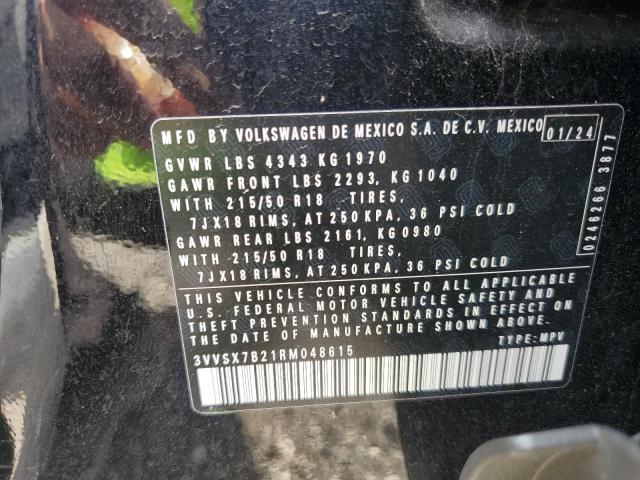 MFD BY VOLKSWAGEN DE MEXICO S.A. DE C.V. MEXICO 01/24
GVWR LBS 4343 KG 1970
GAWR FRONT LBS 2293, KG 1040
WITH - 215/50 R18 TIRES,
7JX18 RIMS, AT 250 KPA, 36 PSI COLD
GAWR REAR LBS 2161, KG 0980
WITH -215/50 R18 TIRES,
7JX18 RIMS, AT 250 KPA, 36 PSI COLD
THIS VEHICLE CONFORMS TO ALL APPLICABLE
U.S. FEDERAL MOTOR VEHICLE SAFETY AND
THEFT PREVENTION STANDARDS IN EFFECT ON
THE DATE OF MANUFACTURE SHOWN ABOVE.
TYPE: MPV
3VVSX7B21RM048615
0246266 3877